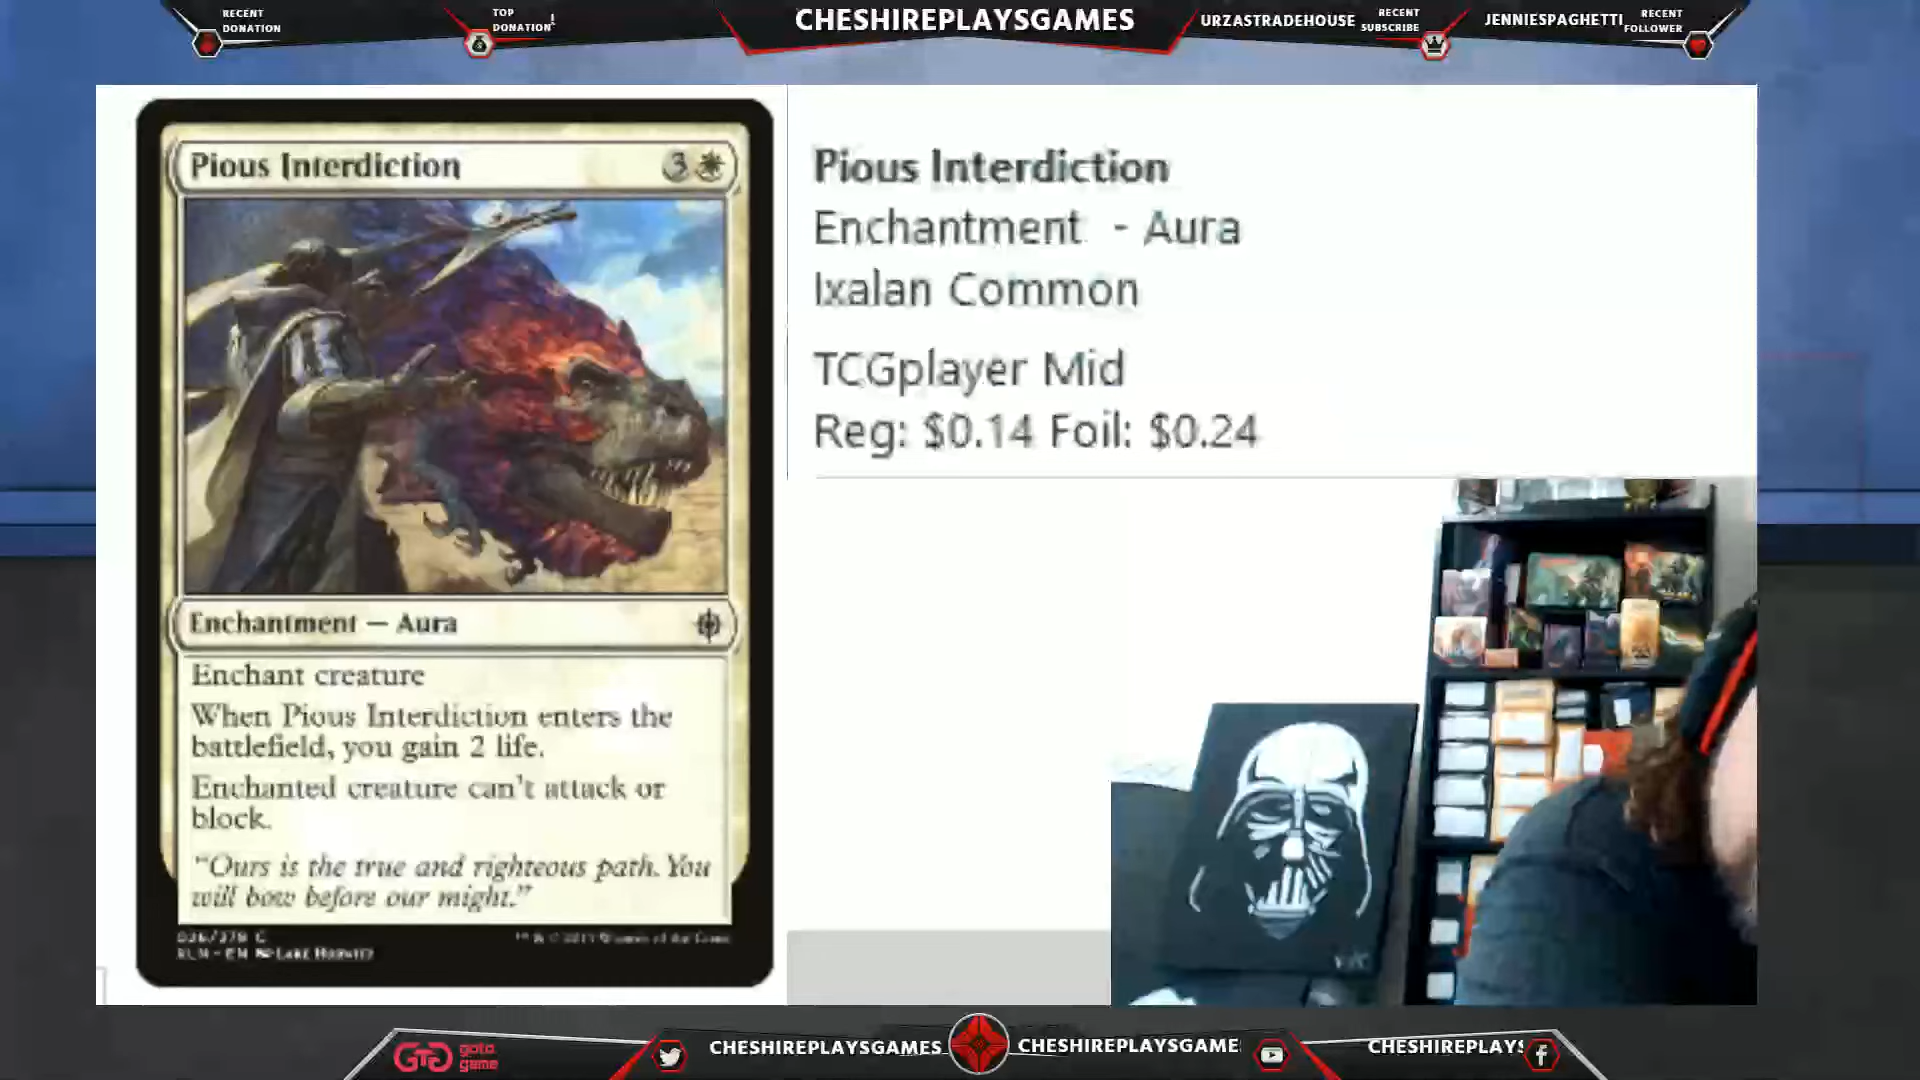 RECENT
DONATION
TOP
DONATION
CHESHIREPLAYSGAMES
URZASTRADEHOUSE
RECENT
SUBSCRIBE
JENNIESPAGHETTI
RECENT
FOLLOWER
Pious Interdiction 3
Enchantment — Aura
Enchant creature
When Pious Interdiction enters the
battlefield, you gain 2 life.
Enchanted creature can't attack or
block.
"Ours is the true and righteous path. You
will bow before our might."
Pious Interdiction
Enchantment - Aura
Ixalan Common
TCGplayer Mid
Reg: $0.14 Foil: $0.24
GTG goto
game
CHESHIREPLAYSGAMES
CHESHIREPLAYSGAME
CHESHIREPLAYS